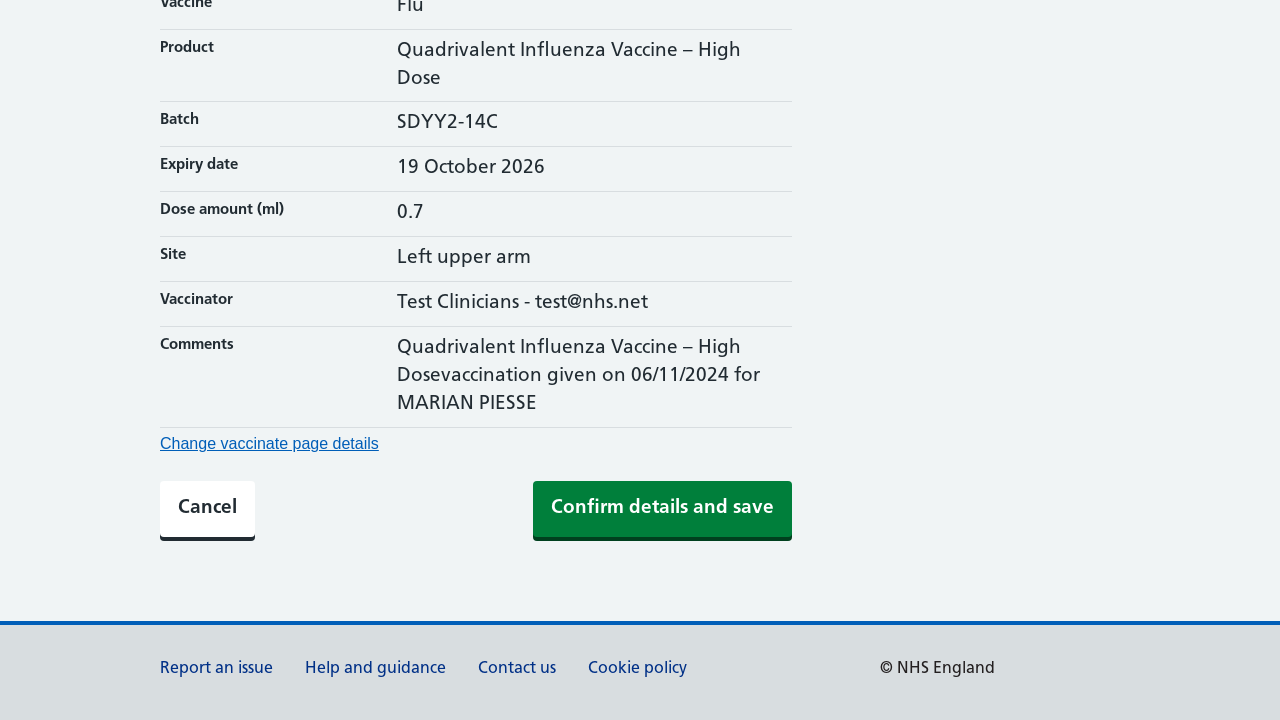 Vaccine Flu
Product Quadrivalent Influenza Vaccine – High
Dose
Batch SDYY2-14C
Expiry date 19 October 2026
Dose amount (ml) 0.7
Site Left upper arm
Vaccinator Test Clinicians - test@nhs.net
Comments Quadrivalent Influenza Vaccine – High
Dosevaccination given on 06/11/2024 for
MARIAN PIESSE
Change vaccinate page details
Cancel Confirm details and save
Report an issue Help and guidance Contact us Cookie policy © NHS England